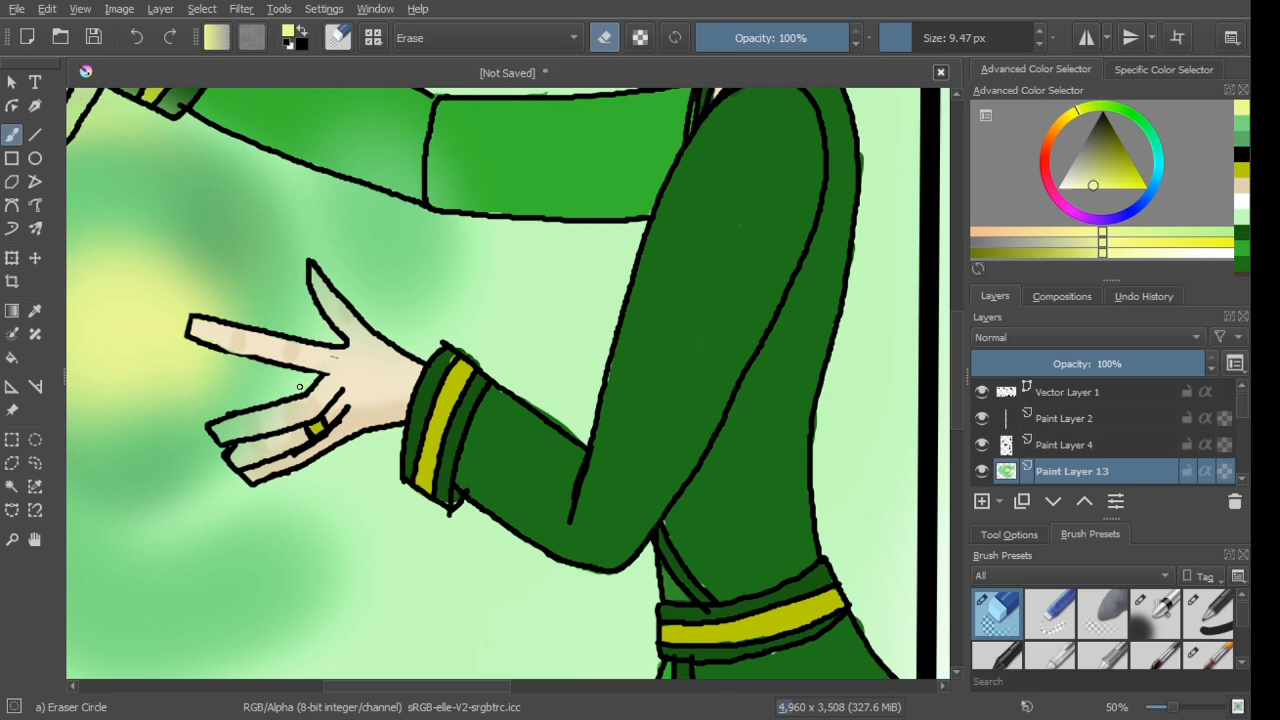 File Edit View Image Layer Select Filter Tools Settings Window Help
Erase Opacity: 100% Size: 9.47 px
[Not Saved] *
Advanced Color Selector Specific Color Selector
Advanced Color Selector
Layers Compositions Undo History
Layers
Normal
Opacity: 100%
Vector Layer 1
Paint Layer 2
Paint Layer 4
Paint Layer 13
Tool Options Brush Presets
Brush Presets
All Tag
Search
a) Eraser Circle RGB/Alpha (8-bit integer/channel) sRGB-elle-V2-srgbtrc.icc 4,960 x 3,508 (327.6 MiB) 50%